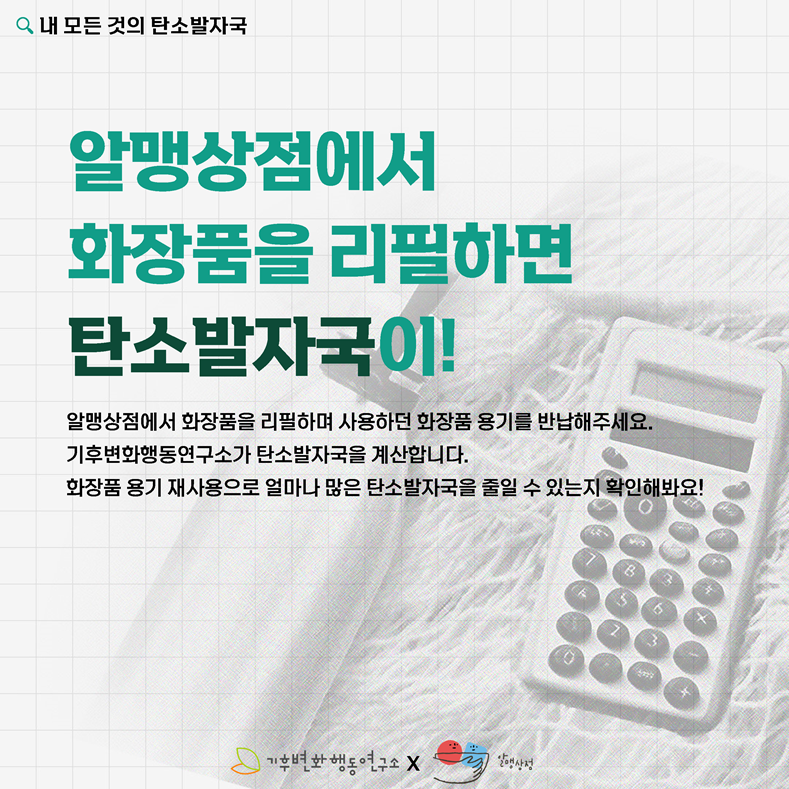 내 모든 것의 탄소발자국
알맹상점에서
화장품을 리필하면
탄소발자국이!
알맹상점에서 화장품을 리필하며 사용하던 화장품 용기를 반납해주세요.
기후변화행동연구소가 탄소발자국을 계산합니다.
화장품 용기 재사용으로 얼마나 많은 탄소발자국을 줄일 수 있는지 확인해봐요!
기후변화행동연구소 X 알맹상점